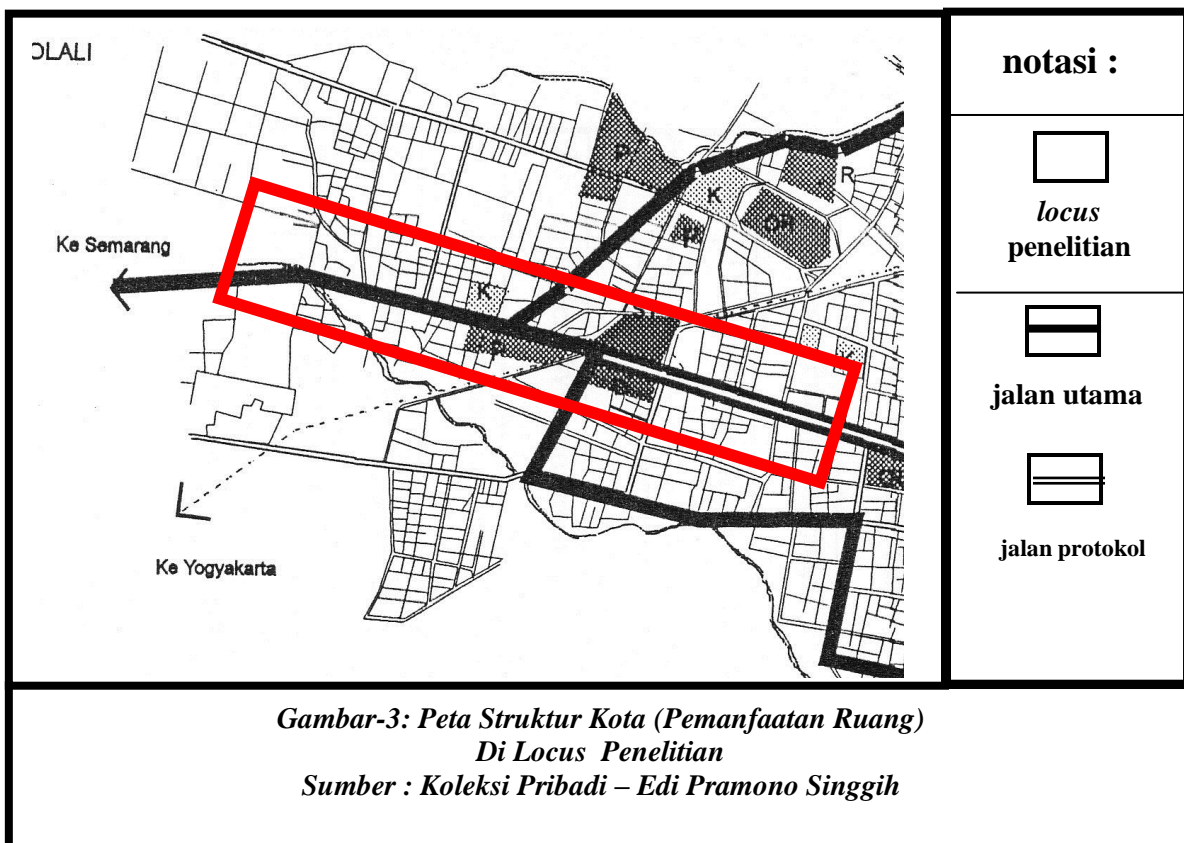 OLALI
Ke Semarang
Ke Yogyakarta
P
K
R
OR
K
P
notasi :
locus
penelitian
jalan utama
jalan protokol
Gambar-3: Peta Struktur Kota (Pemanfaatan Ruang)
Di Locus Penelitian
Sumber : Koleksi Pribadi – Edi Pramono Singgih